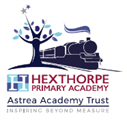 HEXTHORPE
PRIMARY ACADEMY
Astrea Academy Trust
INSPIRING BEYOND MEASURE